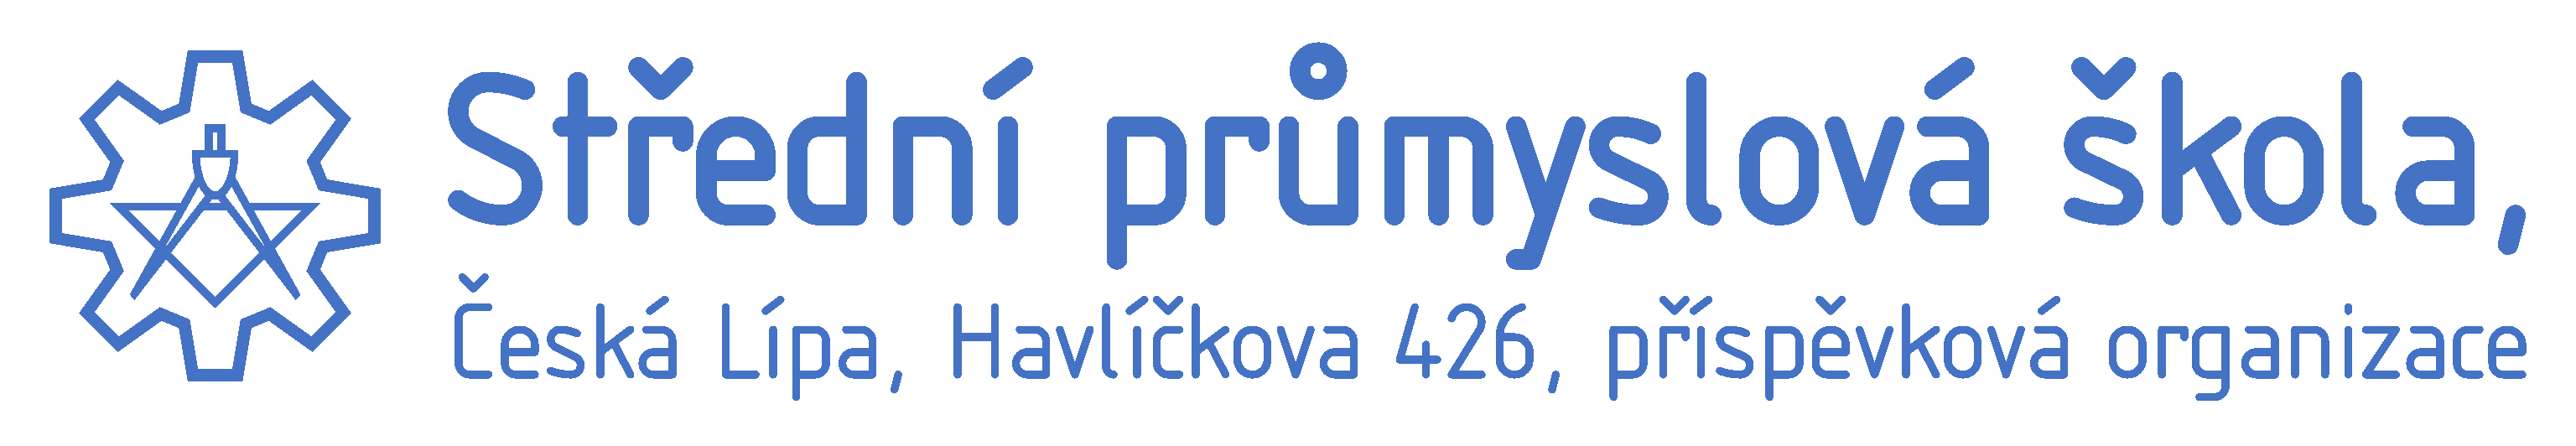 Střední průmyslová škola,
Česká Lípa, Havlíčkova 426, příspěvková organizace